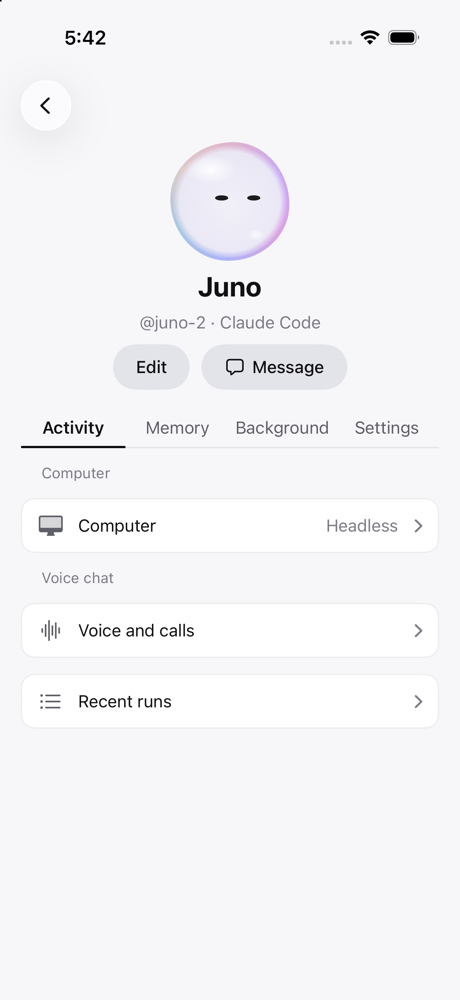 5:42
Juno
@juno-2 · Claude Code
Edit
Message
Activity
Memory
Background
Settings
Computer
Computer
Headless
Voice chat
Voice and calls
Recent runs